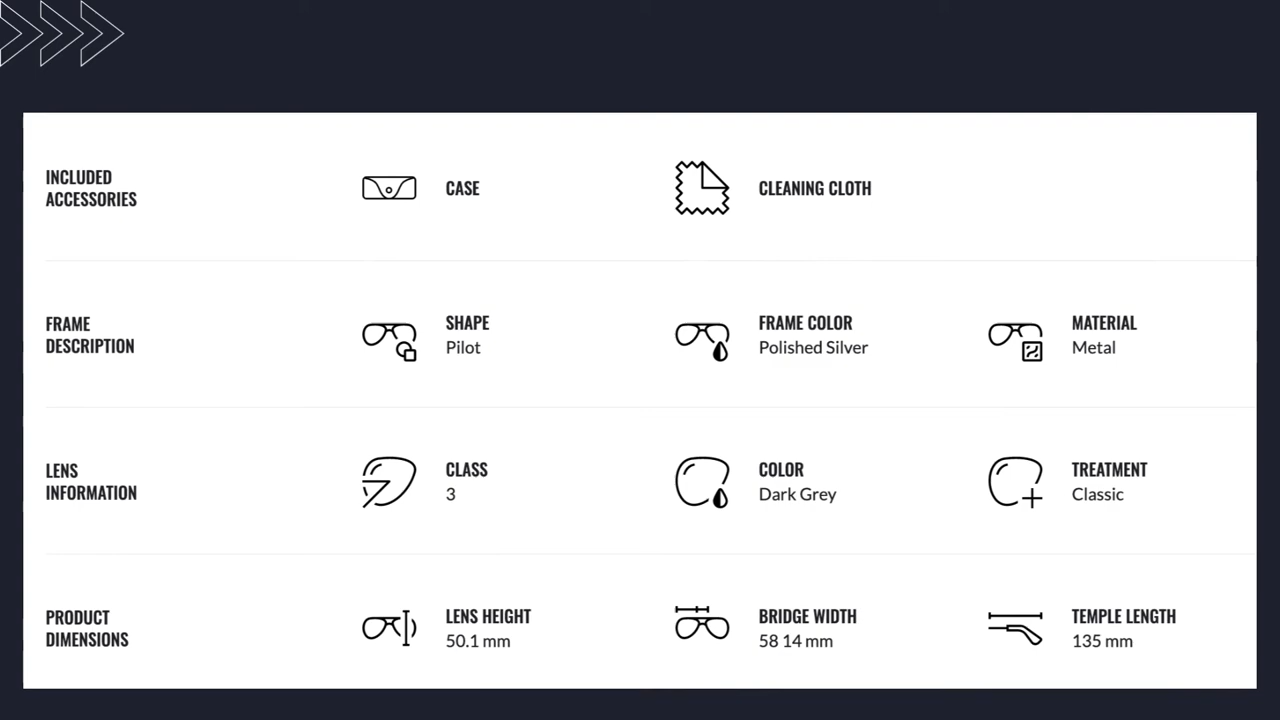 INCLUDED
ACCESSORIES
CASE
CLEANING CLOTH
FRAME
DESCRIPTION
SHAPE
Pilot
FRAME COLOR
Polished Silver
MATERIAL
Metal
LENS
INFORMATION
CLASS
3
COLOR
Dark Grey
TREATMENT
Classic
PRODUCT
DIMENSIONS
LENS HEIGHT
50.1 mm
BRIDGE WIDTH
58 14 mm
TEMPLE LENGTH
135 mm